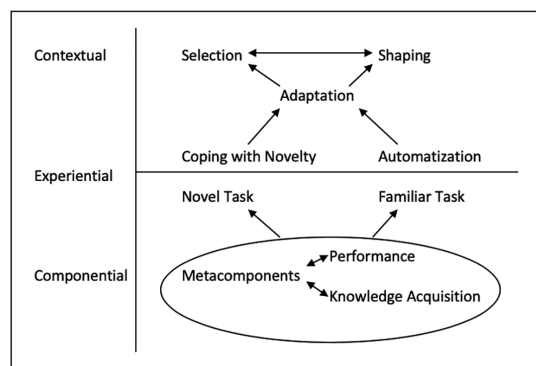 Contextual
Selection
Shaping
Adaptation
Coping with Novelty
Automatization
Experiential
Novel Task
Familiar Task
Performance
Componential
Metacomponents
Knowledge Acquisition